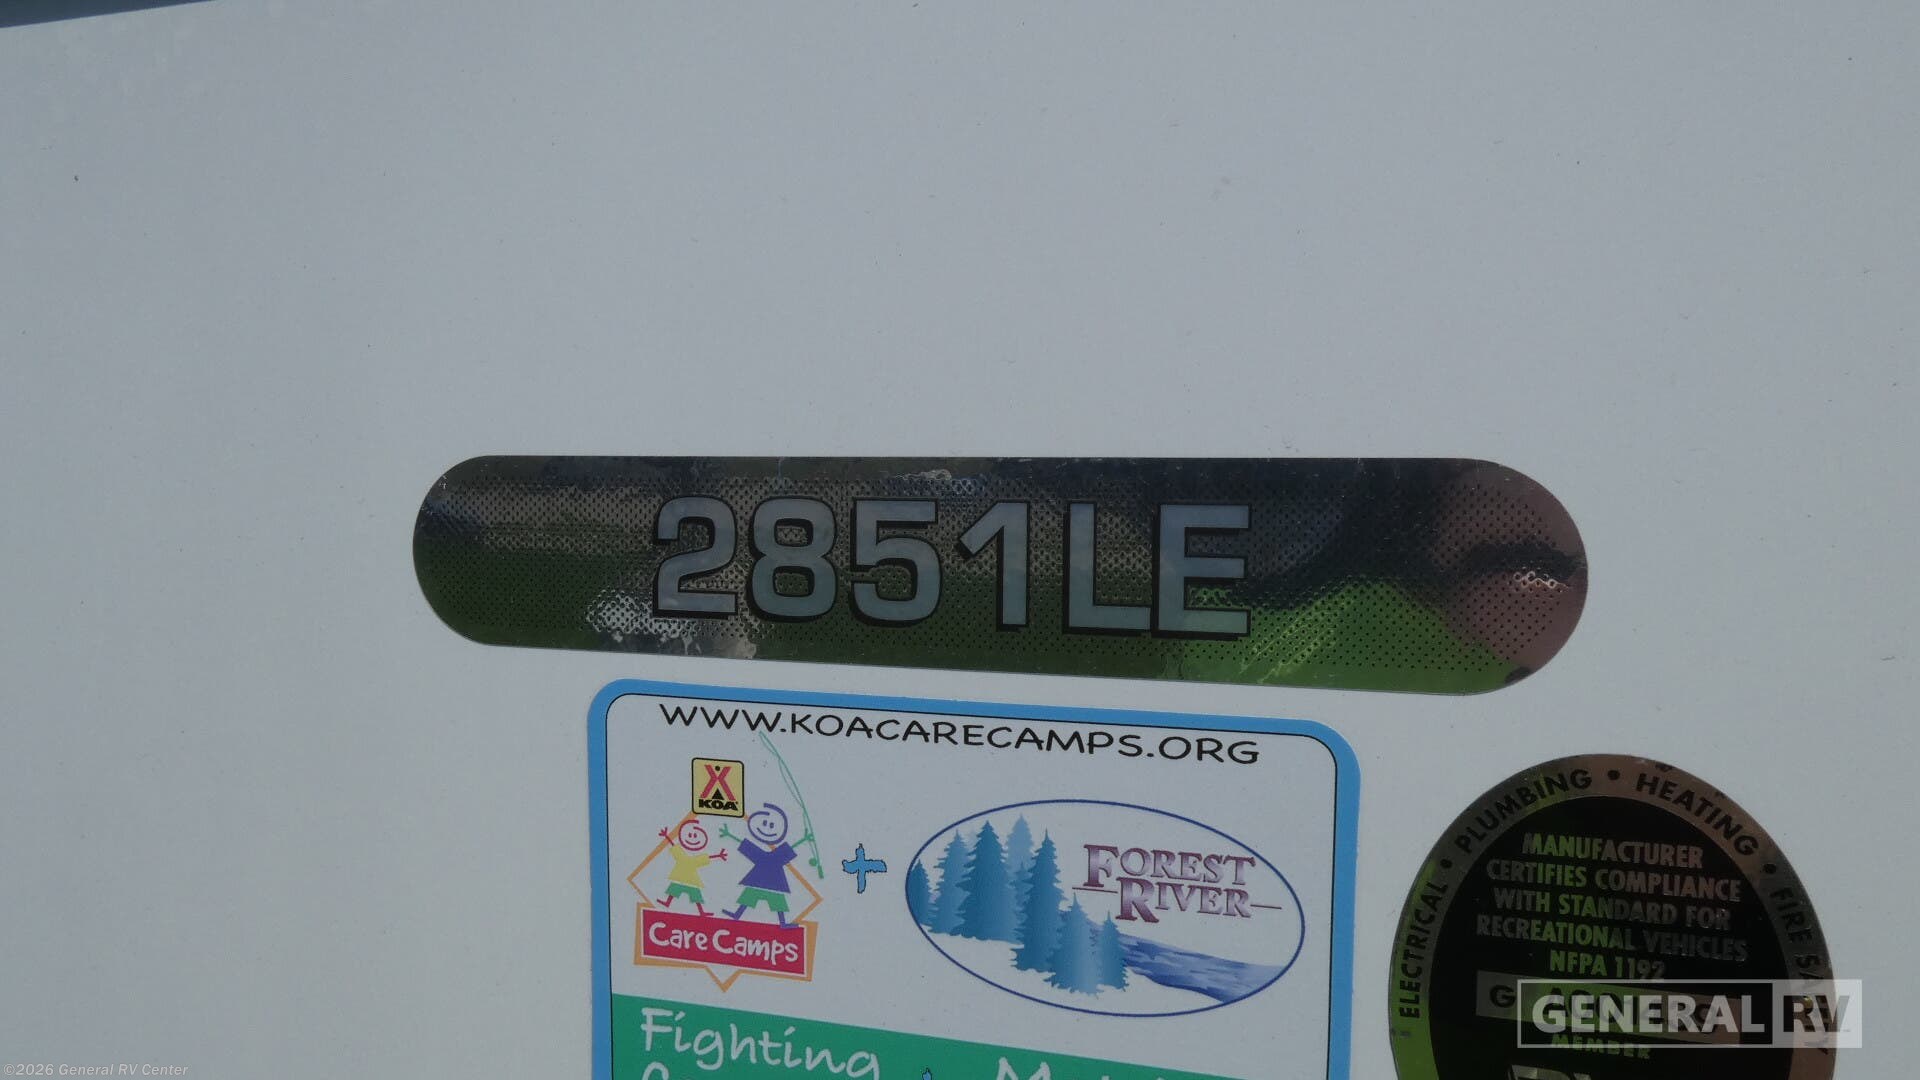 2851LE
WWW.KOACARECAMPS.ORG
KOA
Care Camps
+
FOREST
RIVER
Fighting
ELECTRICAL • PLUMBING • HEATING • FIRE
MANUFACTURER
CERTIFIES COMPLIANCE
WITH STANDARD FOR
RECREATIONAL VEHICLES
NFPA 1192
MEMBER
GENERAL RV
©2026 General RV Center